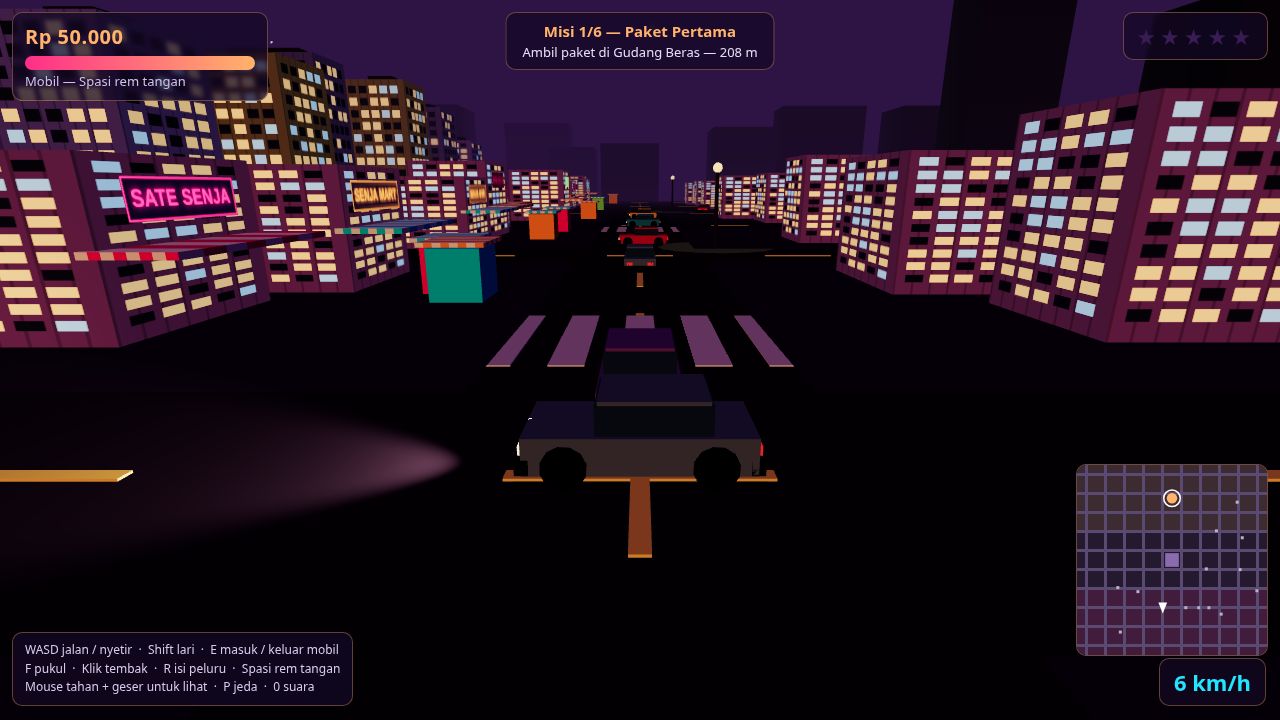 Rp 50.000
Mobil — Spasi rem tangan
Misi 1/6 — Paket Pertama
Ambil paket di Gudang Beras — 208 m
★★★★★
SATE SENJA
SENJA MART
WASD jalan / nyetir · Shift lari · E masuk / keluar mobil
F pukul · Klik tembak · R isi peluru · Spasi rem tangan
Mouse tahan + geser untuk lihat · P jeda · 0 suara
6 km/h